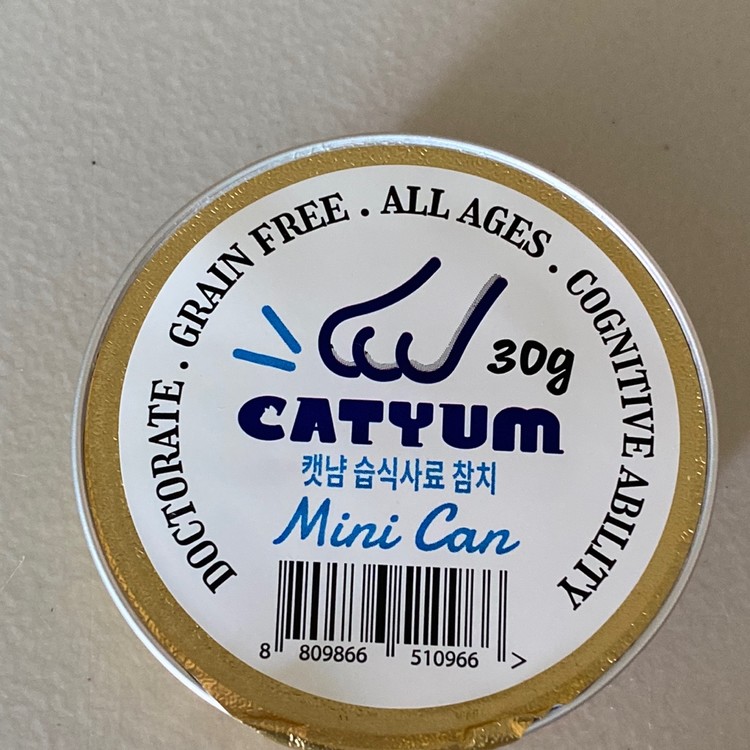 DOCTORATE . GRAIN FREE . ALL AGES . COGNITIVE ABILITY
30g
CATYUM
캣냠 습식사료 참치
Mini Can
8 809866 510966 >